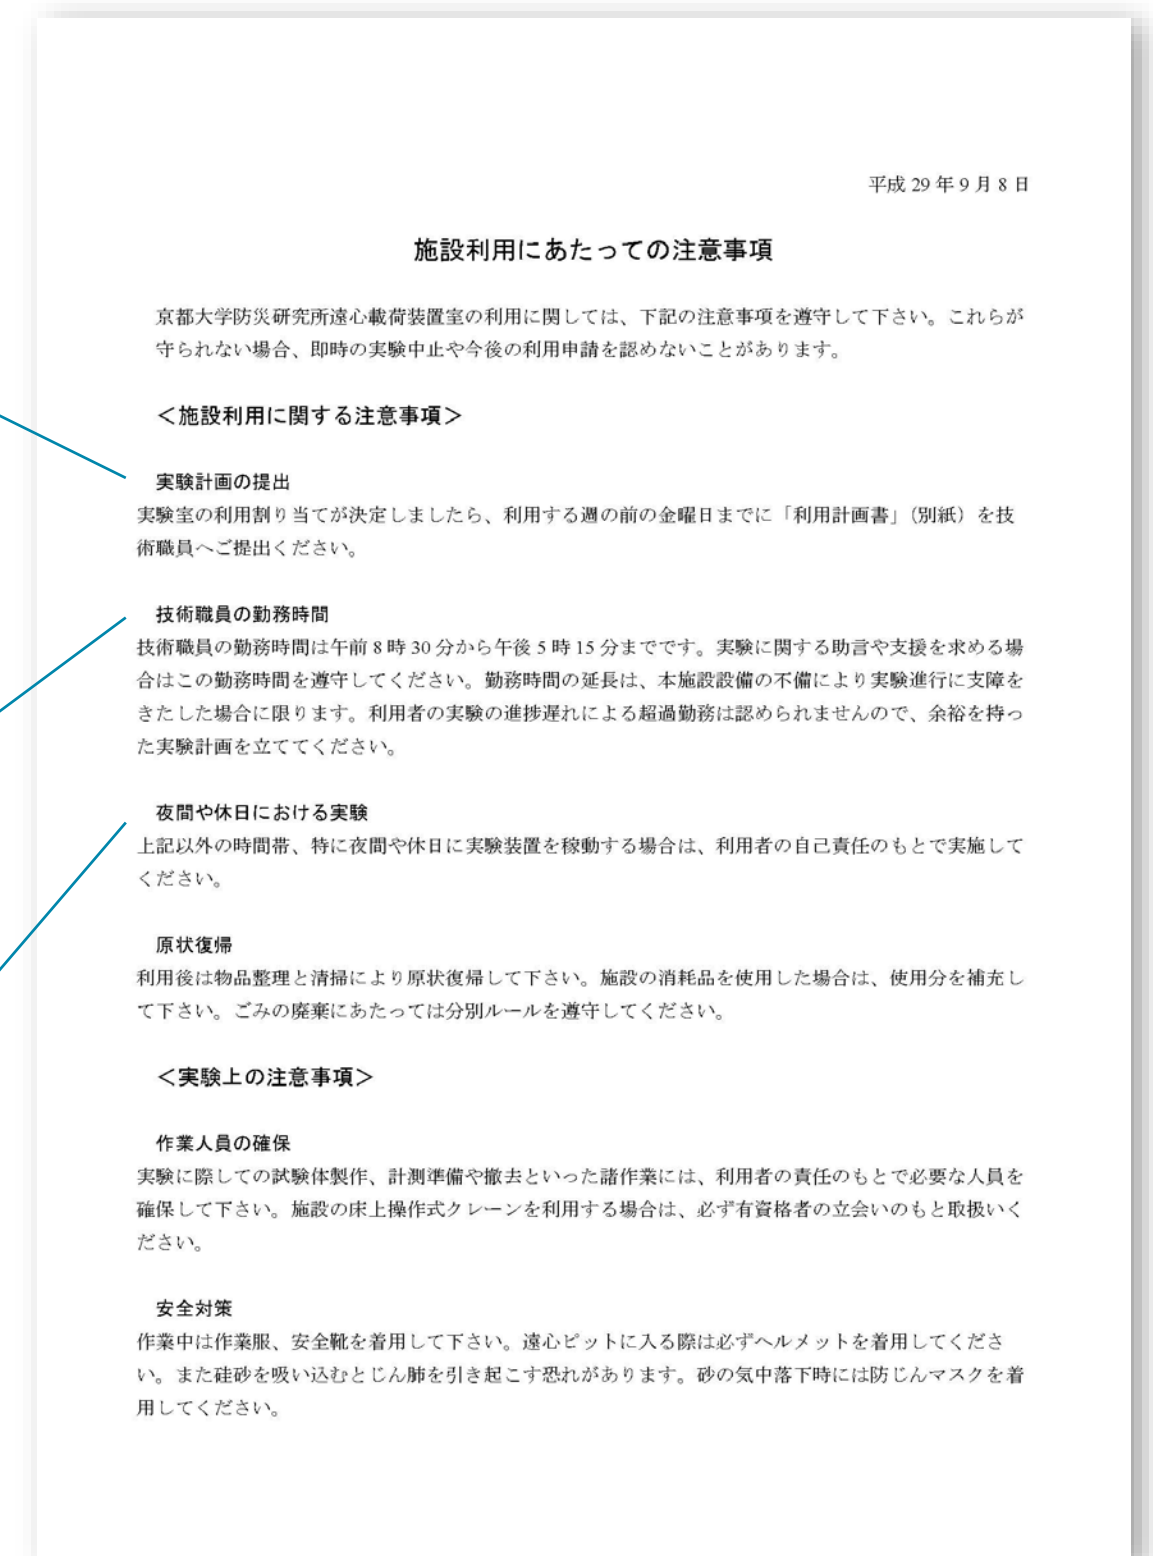 平成 29 年 9 月 8 日
施設利用にあたっての注意事項
京都大学防災研究所遠心載荷装置室の利用に関しては、下記の注意事項を遵守して下さい。これらが
守られない場合、即時の実験中止や今後の利用申請を認めないことがあります。
＜施設利用に関する注意事項＞
実験計画の提出
実験室の利用割り当てが決定しましたら、利用する週の前の金曜日までに「利用計画書」（別紙）を技
術職員へご提出ください。
技術職員の勤務時間
技術職員の勤務時間は午前 8 時 30 分から午後 5 時 15 分までです。実験に関する助言や支援を求める場
合はこの勤務時間を遵守してください。勤務時間の延長は、本施設設備の不備により実験進行に支障を
きたした場合に限ります。利用者の実験の進捗遅れによる超過勤務は認められませんので、余裕を持っ
た実験計画を立ててください。
夜間や休日における実験
上記以外の時間帯、特に夜間や休日に実験装置を稼動する場合は、利用者の自己責任のもとで実施して
ください。
原状復帰
利用後は物品整理と清掃により原状復帰して下さい。施設の消耗品を使用した場合は、使用分を補充し
て下さい。ごみの廃棄にあたっては分別ルールを遵守してください。
＜実験上の注意事項＞
作業人員の確保
実験に際しての試験体製作、計測準備や撤去といった諸作業には、利用者の責任のもとで必要な人員を
確保して下さい。施設の床上操作式クレーンを利用する場合は、必ず有資格者の立会いのもと取扱いく
ださい。
安全対策
作業中は作業服、安全靴を着用して下さい。遠心ピットに入る際は必ずヘルメットを着用してくださ
い。また硅砂を吸い込むとじん肺を引き起こす恐れがあります。砂の気中落下時には防じんマスクを着
用してください。